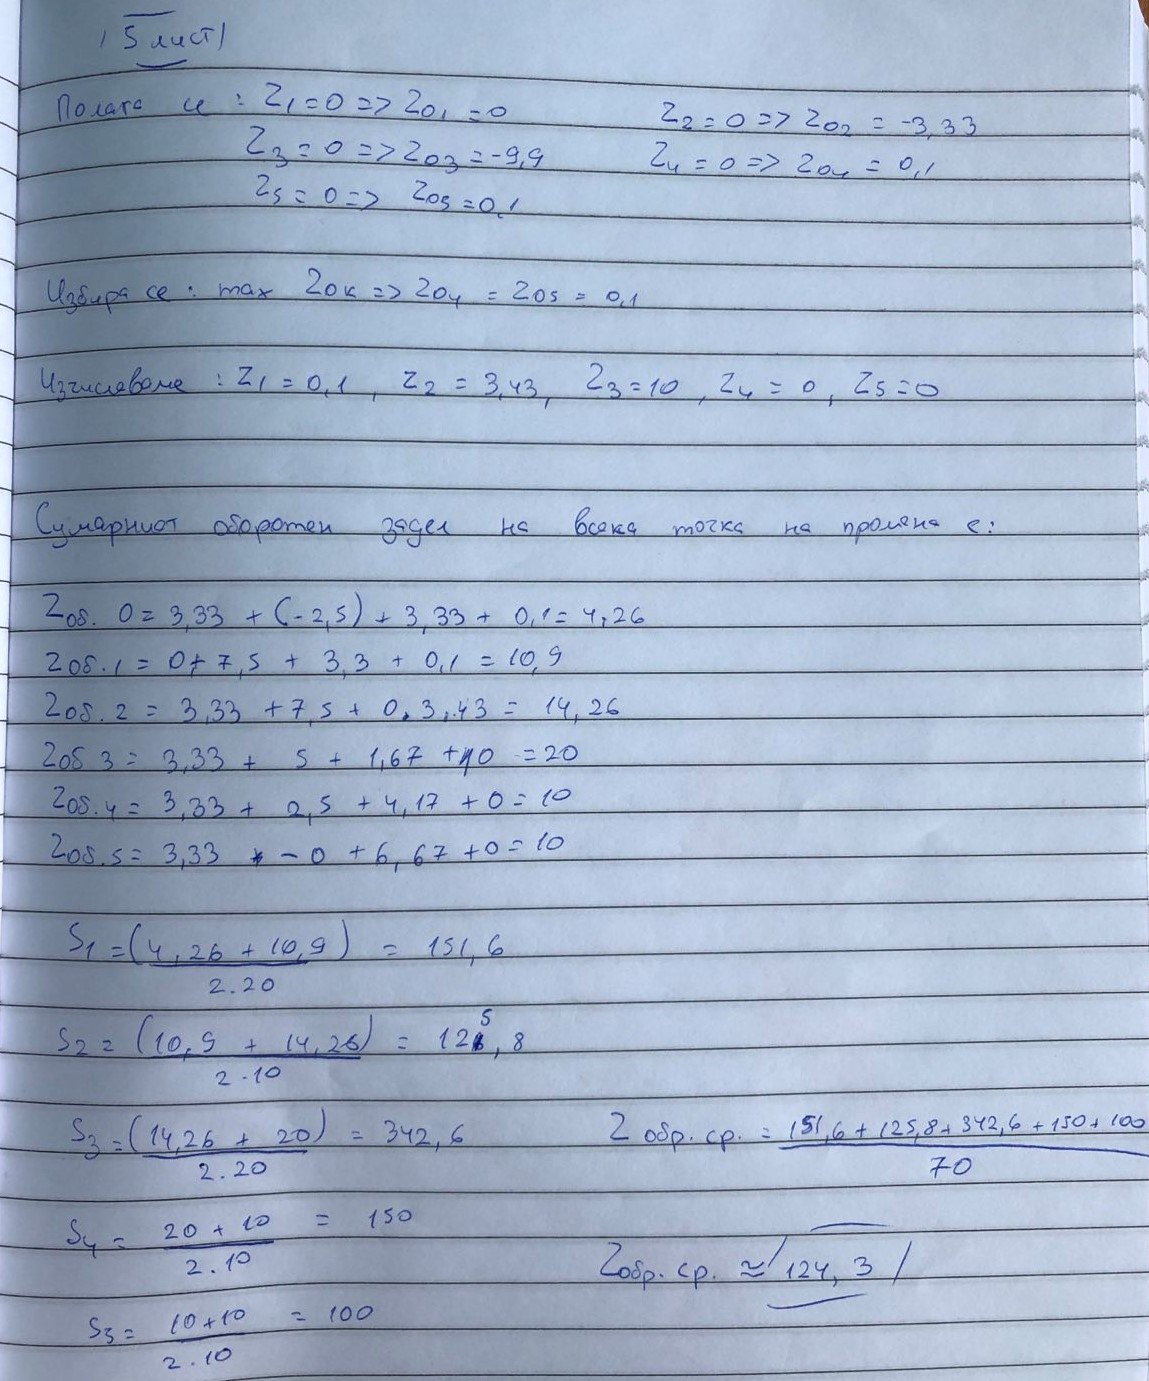 / 5 лист /
Полага се : Z1 = 0 => Z01 = 0 Z2 = 0 => Z02 = -3,33
Z3 = 0 => Z03 = -9,9 Z4 = 0 => Z04 = 0,1
Z5 = 0 => Z05 = 0,1
Избира се : max Z0k => Z04 = Z05 = 0,1
Изчисляваме : Z1 = 0,1 , Z2 = 3,43, Z3 = 10 , Z4 = 0 , Z5 = 0
Сумарният оборотен задел на всяка точка на промяна е:
Zоб. 0 = 3,33 + (-2,5) + 3,33 + 0,1 = 4,26
Zоб.1 = 0 + 7,5 + 3,3 + 0,1 = 10,9
Zоб.2 = 3,33 + 7,5 + 0. 3,43 = 14,26
Zоб 3 = 3,33 + 5 + 1,67 + 10 = 20
Zоб.4 = 3,33 + 2,5 + 4,17 + 0 = 10
Zоб.5 = 3,33 - 0 + 6,67 + 0 = 10
S1 = (4,26 + 10,9) = 151,6
2.20
S2 = (10,9 + 14,26) = 125,8
2.10
S3 = (14,26 + 20) = 342,6 Z обр. ср. = 151,6 + 125,8 + 342,6 + 150 + 100
2.20 70
S4 = 20 + 10 = 150
2.10 Zобр. ср. ≈ / 124,3 /
S3 = 10+10 = 100
2.10